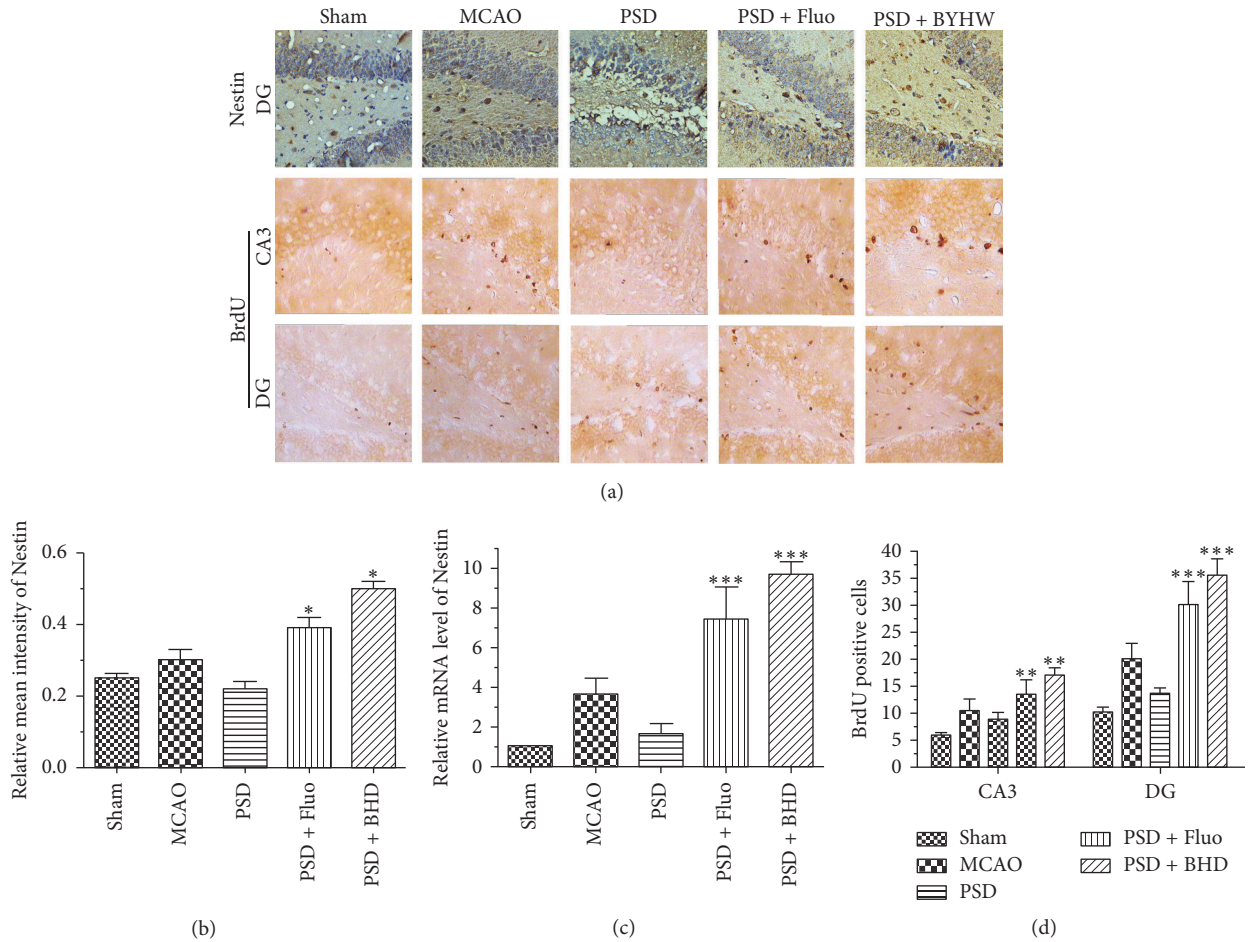 Sham MCAO PSD PSD + Fluo PSD + BYHW
Nestin
DG
BrdU
CA3
DG
(a)
Relative mean intensity of Nestin
0.6
0.4
0.2
0.0
* *
Sham MCAO PSD PSD + Fluo PSD + BHD
(b)
Relative mRNA level of Nestin
10
8
6
4
2
0
*** ***
Sham MCAO PSD PSD + Fluo PSD + BHD
(c)
BrdU positive cells
40
35
30
25
20
15
10
5
0
** ** *** ***
CA3 DG
Sham PSD + Fluo
MCAO PSD + BHD
PSD
(d)